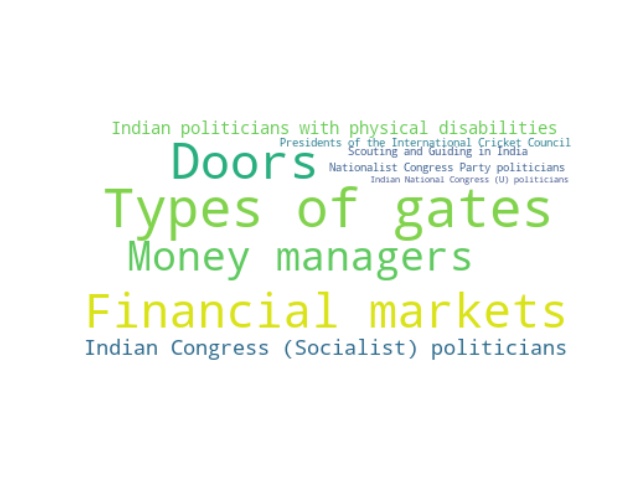 Indian politicians with physical disabilities
Presidents of the International Cricket Council
Doors
Scouting and Guiding in India
Nationalist Congress Party politicians
Indian National Congress (U) politicians
Types of gates
Money managers
Financial markets
Indian Congress (Socialist) politicians